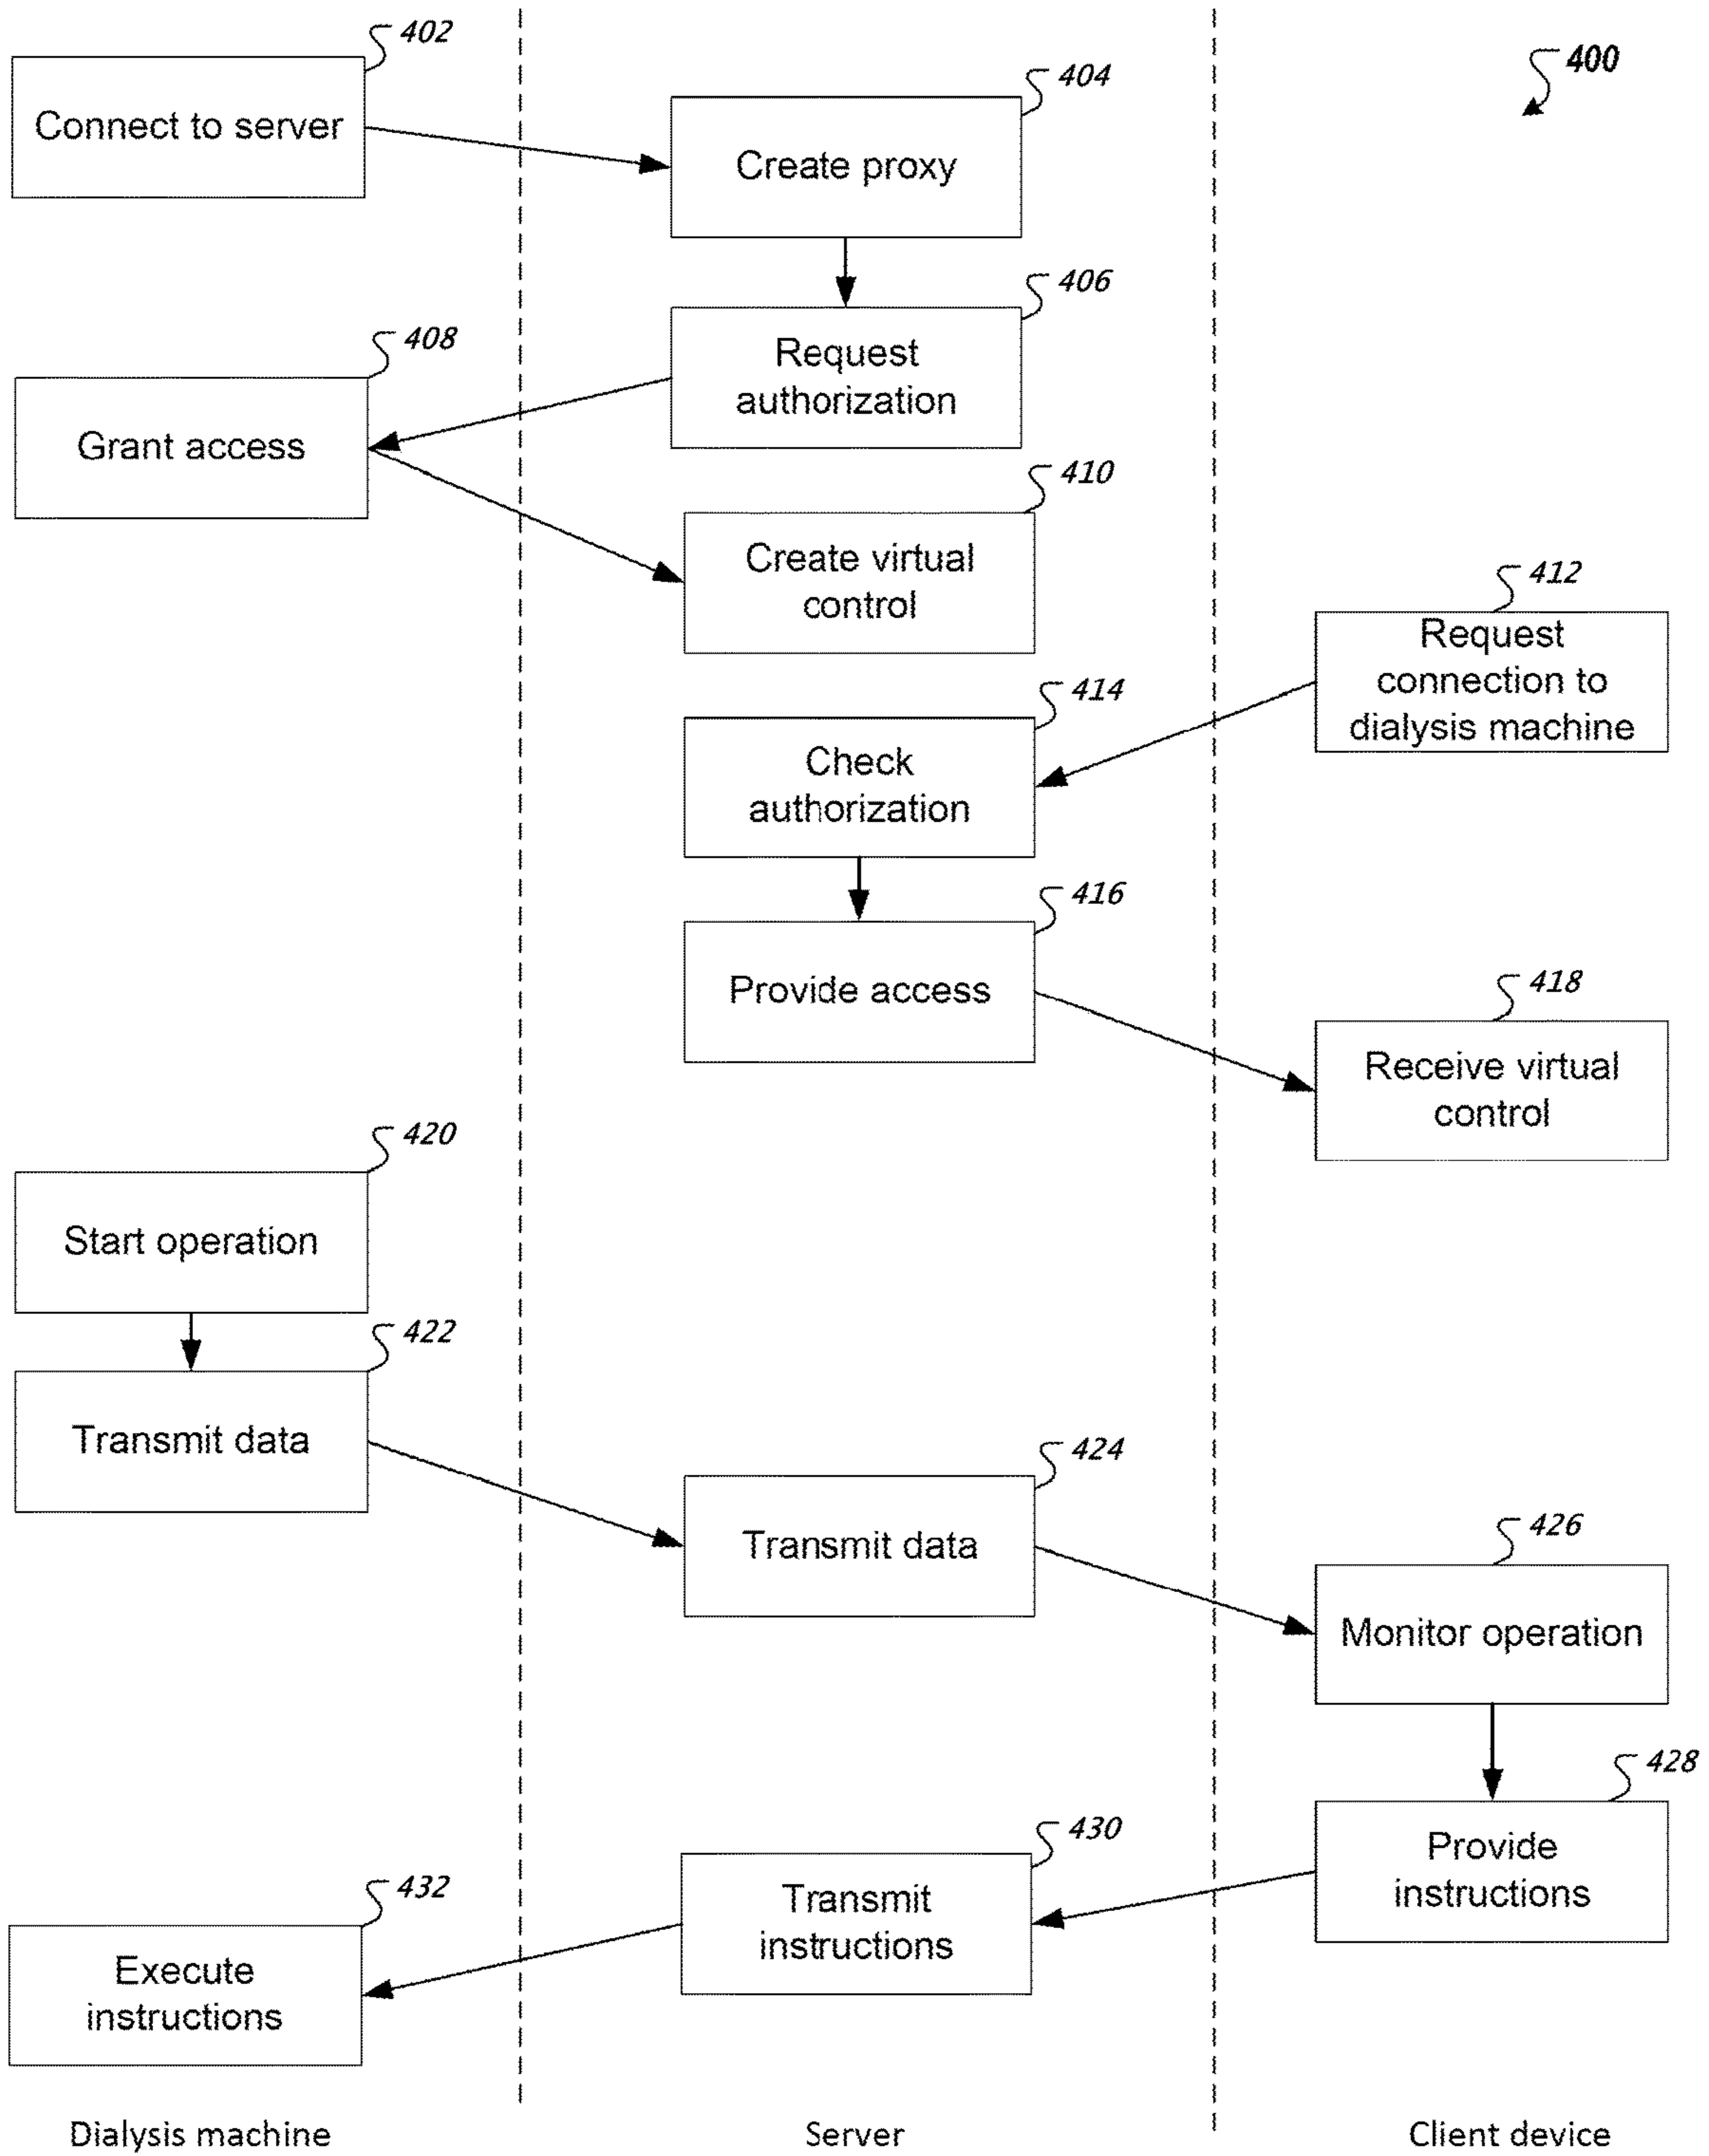 402
Connect to server
404
Create proxy
400
406
Request
authorization
408
Grant access
410
Create virtual
control
412
Request
connection to
dialysis machine
414
Check
authorization
416
Provide access
418
Receive virtual
control
420
Start operation
422
Transmit data
424
Transmit data
426
Monitor operation
428
Provide
instructions
430
Transmit
instructions
432
Execute
instructions
Dialysis machine
Server
Client device